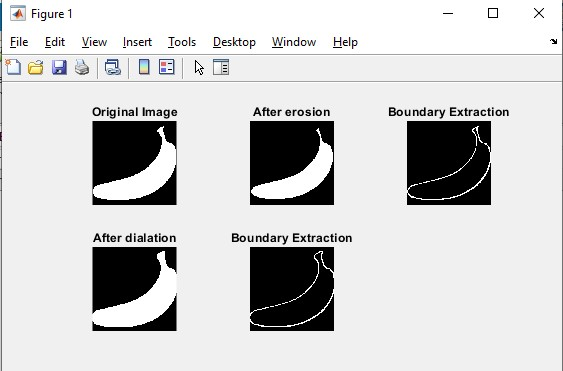 Figure 1
File Edit View Insert Tools Desktop Window Help
Original Image After erosion Boundary Extraction
After dialation Boundary Extraction